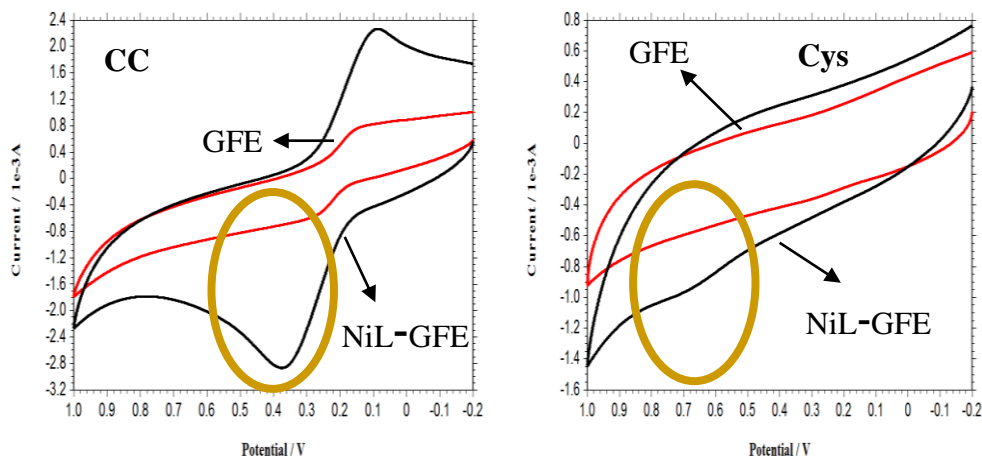 CC
GFE
NiL-GFE
Current / 1e-3A
2.4
2.0
1.6
1.2
0.8
0.4
0
-0.4
-0.8
-1.2
-1.6
-2.0
-2.4
-2.8
-3.2
1.0 0.9 0.8 0.7 0.6 0.5 0.4 0.3 0.2 0.1 0 -0.1 -0.2
Potential / V
Cys
GFE
NiL-GFE
Current / 1e-3A
0.8
0.6
0.4
0.2
0
-0.2
-0.4
-0.6
-0.8
-1.0
-1.2
-1.4
-1.6
1.0 0.9 0.8 0.7 0.6 0.5 0.4 0.3 0.2 0.1 0 -0.1 -0.2
Potential / V